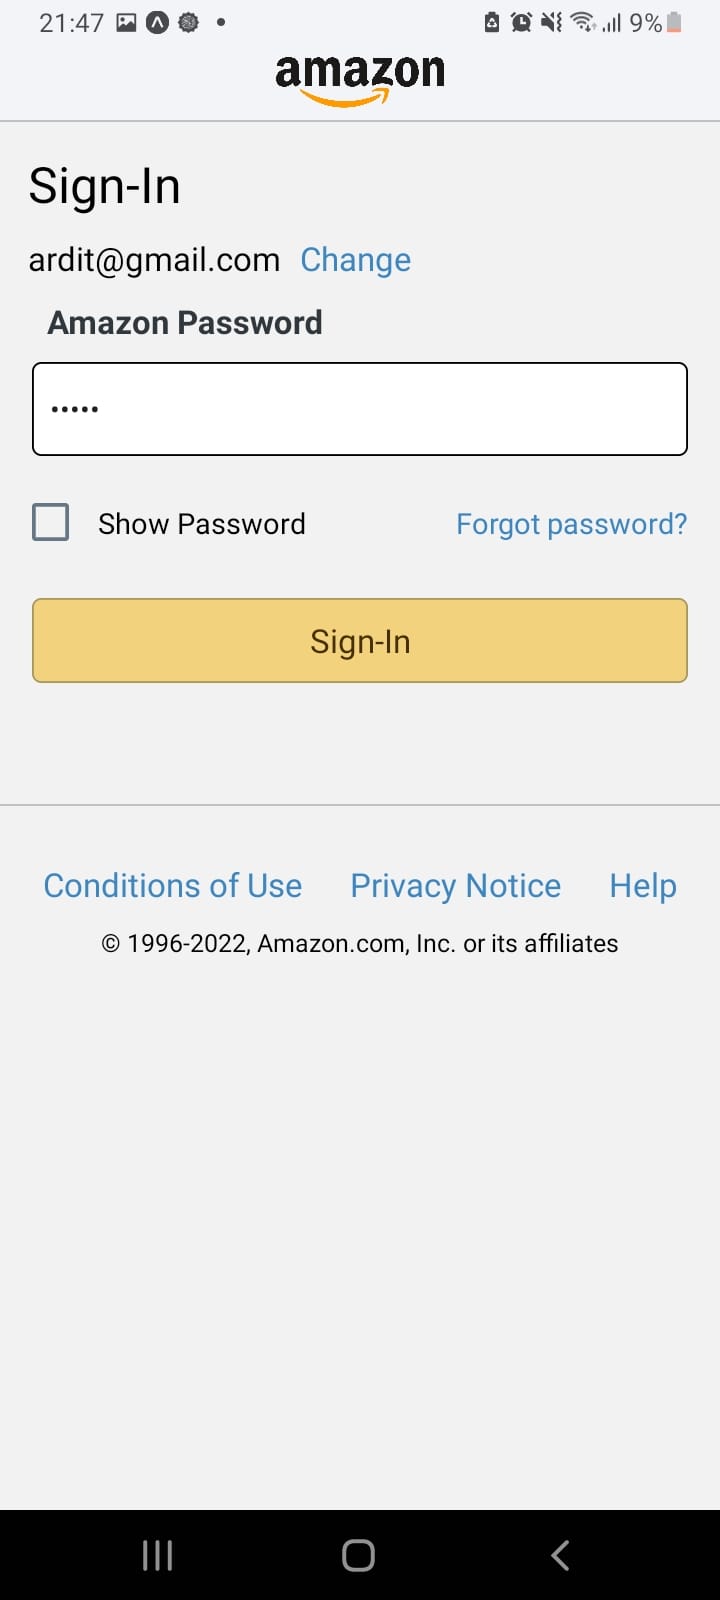 21:47 9%
amazon
Sign-In
ardit@gmail.com Change
Amazon Password
•••••
Show Password Forgot password?
Sign-In
Conditions of Use Privacy Notice Help
© 1996-2022, Amazon.com, Inc. or its affiliates